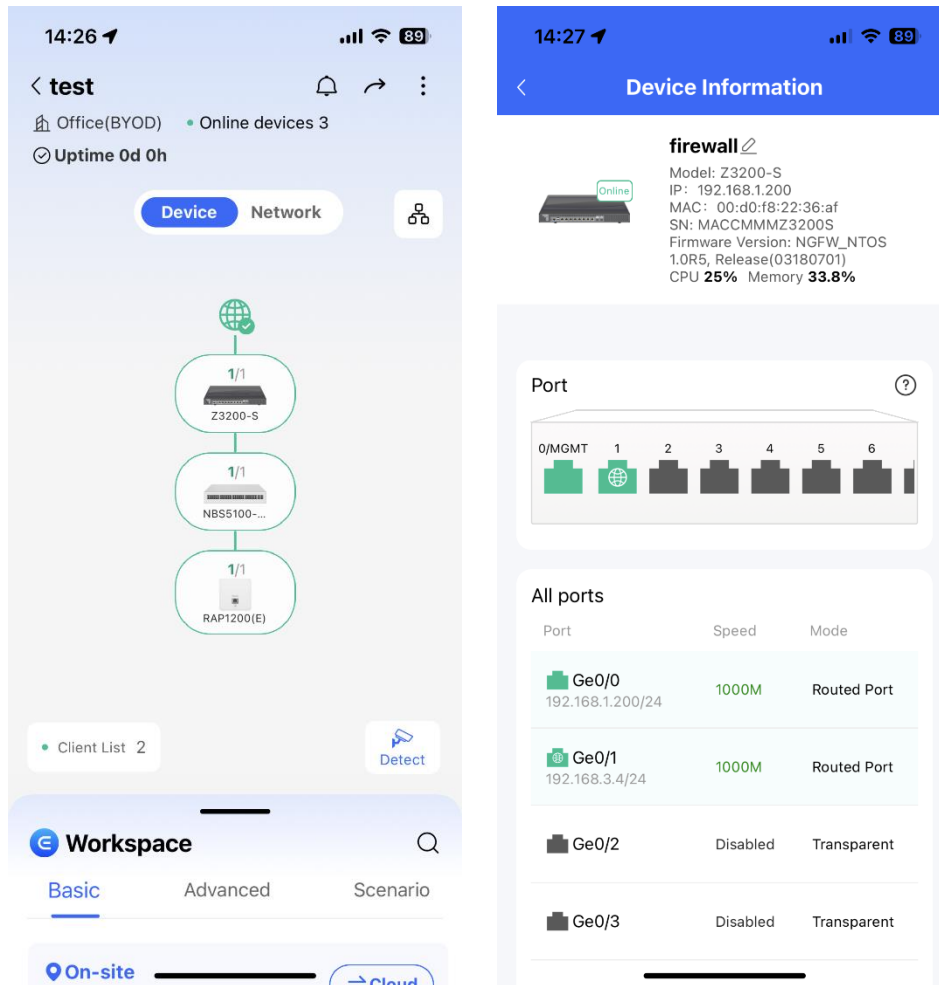 14:26
89
test
Office(BYOD) • Online devices 3
Uptime 0d 0h
Device Network
1/1
Z3200-S
1/1
NBS5100-...
1/1
RAP1200(E)
• Client List 2
Detect
Workspace
Basic Advanced Scenario
On-site
Cloud
14:27
89
Device Information
firewall
Online
Model: Z3200-S
IP: 192.168.1.200
MAC: 00:d0:f8:22:36:af
SN: MACCMMMZ3200S
Firmware Version: NGFW_NTOS
1.0R5, Release(03180701)
CPU 25% Memory 33.8%
Port
?
0/MGMT 1 2 3 4 5 6
All ports
Port Speed Mode
Ge0/0
192.168.1.200/24
1000M Routed Port
Ge0/1
192.168.3.4/24
1000M Routed Port
Ge0/2 Disabled Transparent
Ge0/3 Disabled Transparent